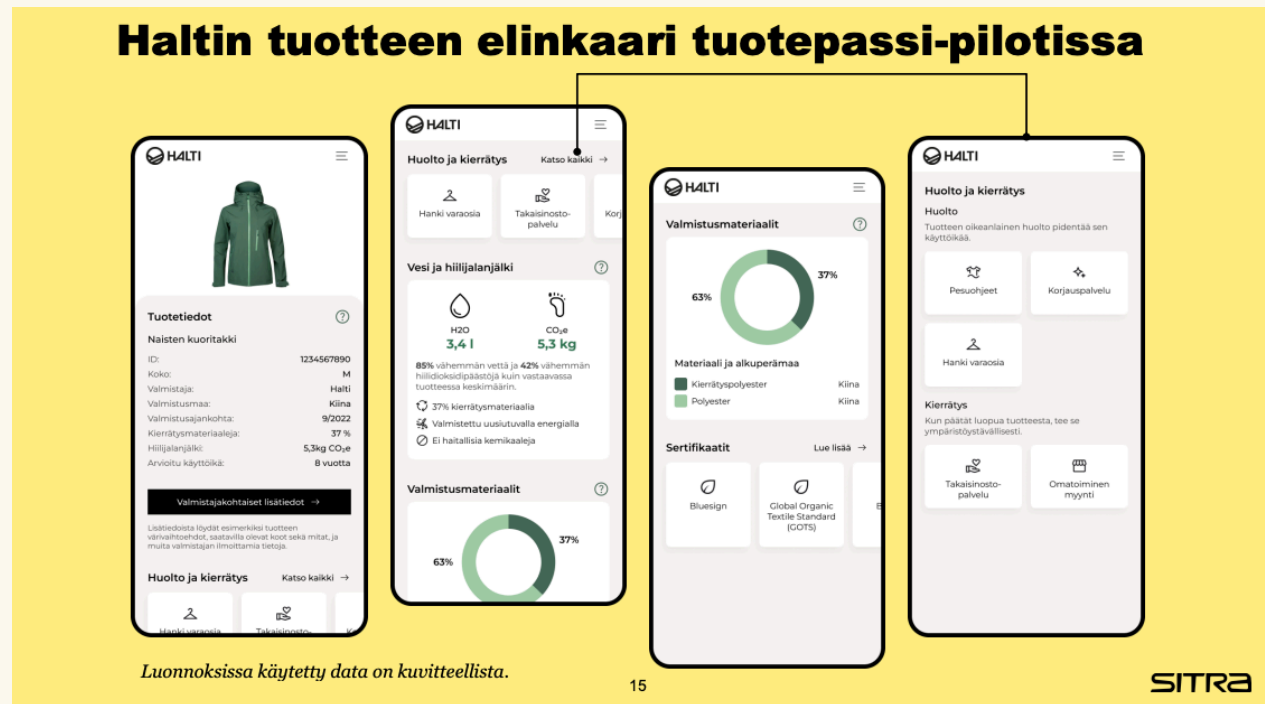 Haltin tuotteen elinkaari tuotepassi-pilotissa
HALTI
Tuotetiedot ?
Naisten kuoritakki
ID: 1234567890
Koko: M
Valmistaja: Halti
Valmistusmaa: Kiina
Valmistusajankohta: 9/2022
Kierrätysmateriaaleja: 37 %
Hiilijalanjälki: 5,3kg CO₂e
Arvioitu käyttöikä: 8 vuotta
Valmistajakohtaiset lisätiedot →
Lisätiedoista löydät esimerkiksi tuotteen
värivaihtoehdot, saatavilla olevat koot sekä mitat, ja
muita valmistajan ilmoittamia tietoja.
Huolto ja kierrätys Katso kaikki →
Hanki varaosia
Takaisinosto-
HALTI
Huolto ja kierrätys Katso kaikki →
Hanki varaosia
Takaisinosto-
palvelu
Korj
Vesi ja hiilijalanjälki ?
H2O
3,4 l
CO₂e
5,3 kg
85% vähemmän vettä ja 42% vähemmän
hiilidioksidipäästöjä kuin vastaavassa
tuotteessa keskimäärin.
37% kierrätysmateriaalia
Valmistettu uusiutuvalla energialla
Ei haitallisia kemikaaleja
Valmistusmateriaalit ?
37%
63%
HALTI
Valmistusmateriaalit ?
37%
63%
Materiaali ja alkuperämaa
Kierrätyspolyester Kiina
Polyester Kiina
Sertifikaatit Lue lisää →
Bluesign
Global Organic
Textile Standard
(GOTS)
HALTI
Huolto ja kierrätys
Huolto
Tuotteen oikeanlainen huolto pidentää sen
käyttöikää.
Pesuohjeet
Korjauspalvelu
Hanki varaosia
Kierrätys
Kun päätät luopua tuotteesta, tee se
ympäristöystävällisesti.
Takaisinosto-
palvelu
Omatoiminen
myynti
Luonnoksissa käytetty data on kuvitteellista.
15
SITRA